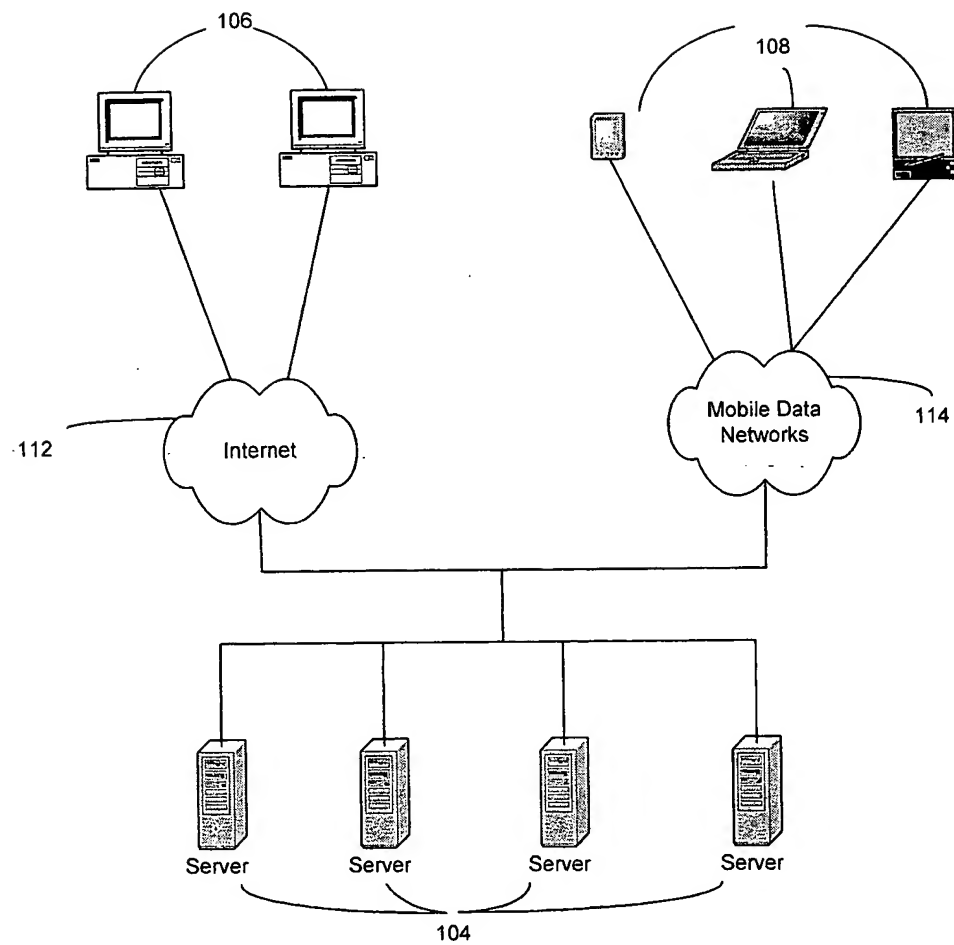 106
108
112
Internet
Mobile Data
Networks
114
Server
Server
Server
Server
104